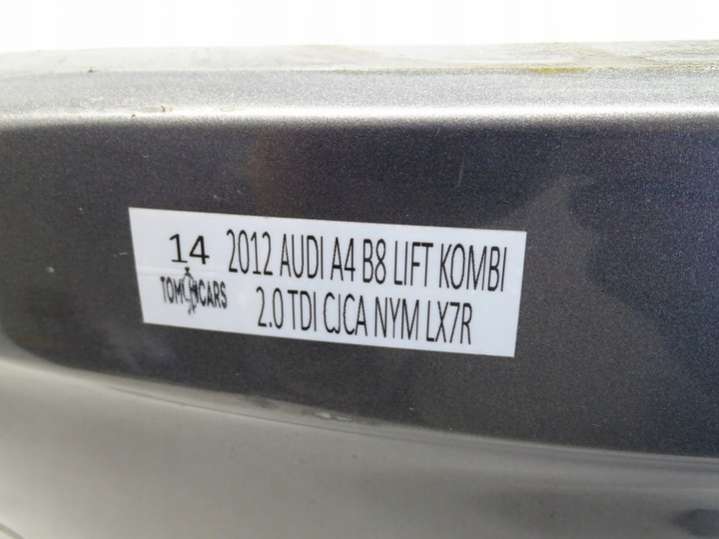 14 2012 AUDI A4 B8 LIFT KOMBI
TOM CARS 2.0 TDI CJCA NYM LX7R